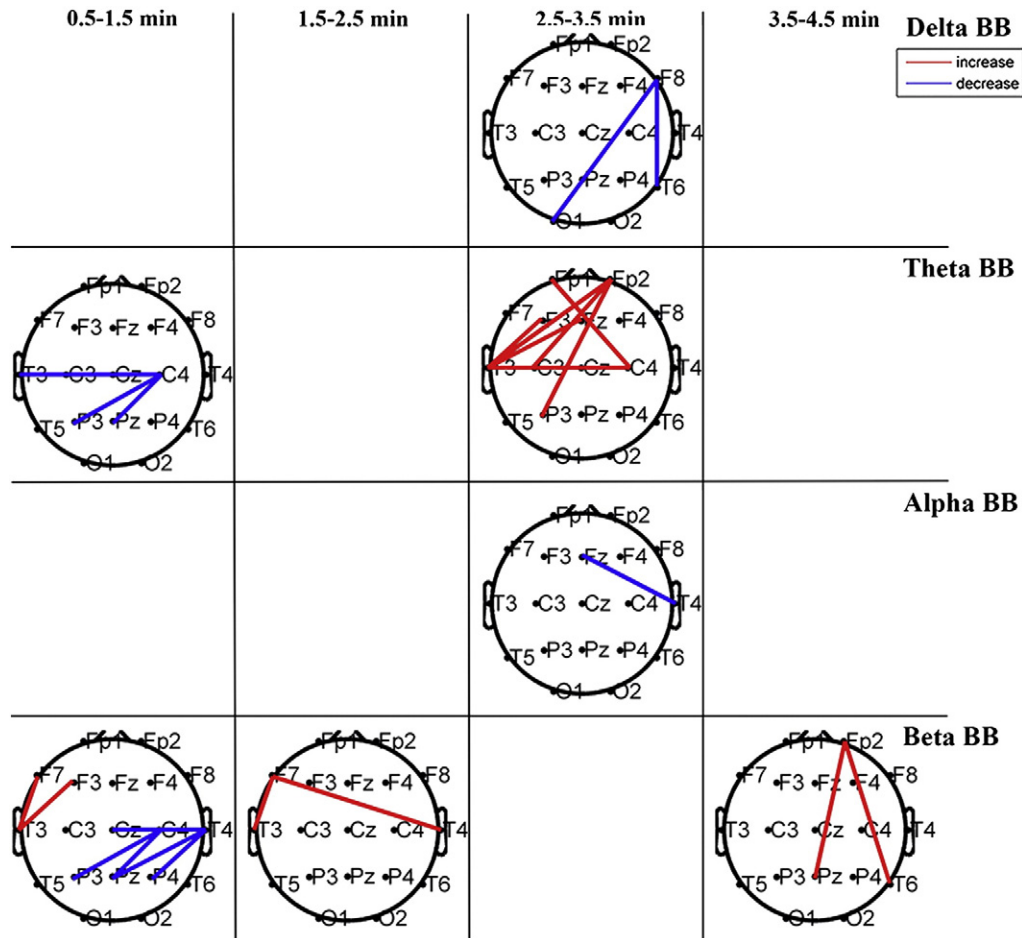 0.5-1.5 min 1.5-2.5 min 2.5-3.5 min 3.5-4.5 min
Delta BB
increase
decrease
Fp1 Fp2
F7 F3 Fz F4 F8
T3 C3 Cz C4 T4
T5 P3 Pz P4 T6
O1 O2
Theta BB
Fp1 Fp2
F7 F3 Fz F4 F8
T3 C3 Cz C4 T4
T5 P3 Pz P4 T6
O1 O2
Fp1 Fp2
F7 F3 Fz F4 F8
T3 C3 Cz C4 T4
T5 P3 Pz P4 T6
O1 O2
Alpha BB
Fp1 Fp2
F7 F3 Fz F4 F8
T3 C3 Cz C4 T4
T5 P3 Pz P4 T6
O1 O2
Beta BB
Fp1 Fp2
F7 F3 Fz F4 F8
T3 C3 Cz C4 T4
T5 P3 Pz P4 T6
O1 O2
Fp1 Fp2
F7 F3 Fz F4 F8
T3 C3 Cz C4 T4
T5 P3 Pz P4 T6
O1 O2
Fp1 Fp2
F7 F3 Fz F4 F8
T3 C3 Cz C4 T4
T5 P3 Pz P4 T6
O1 O2